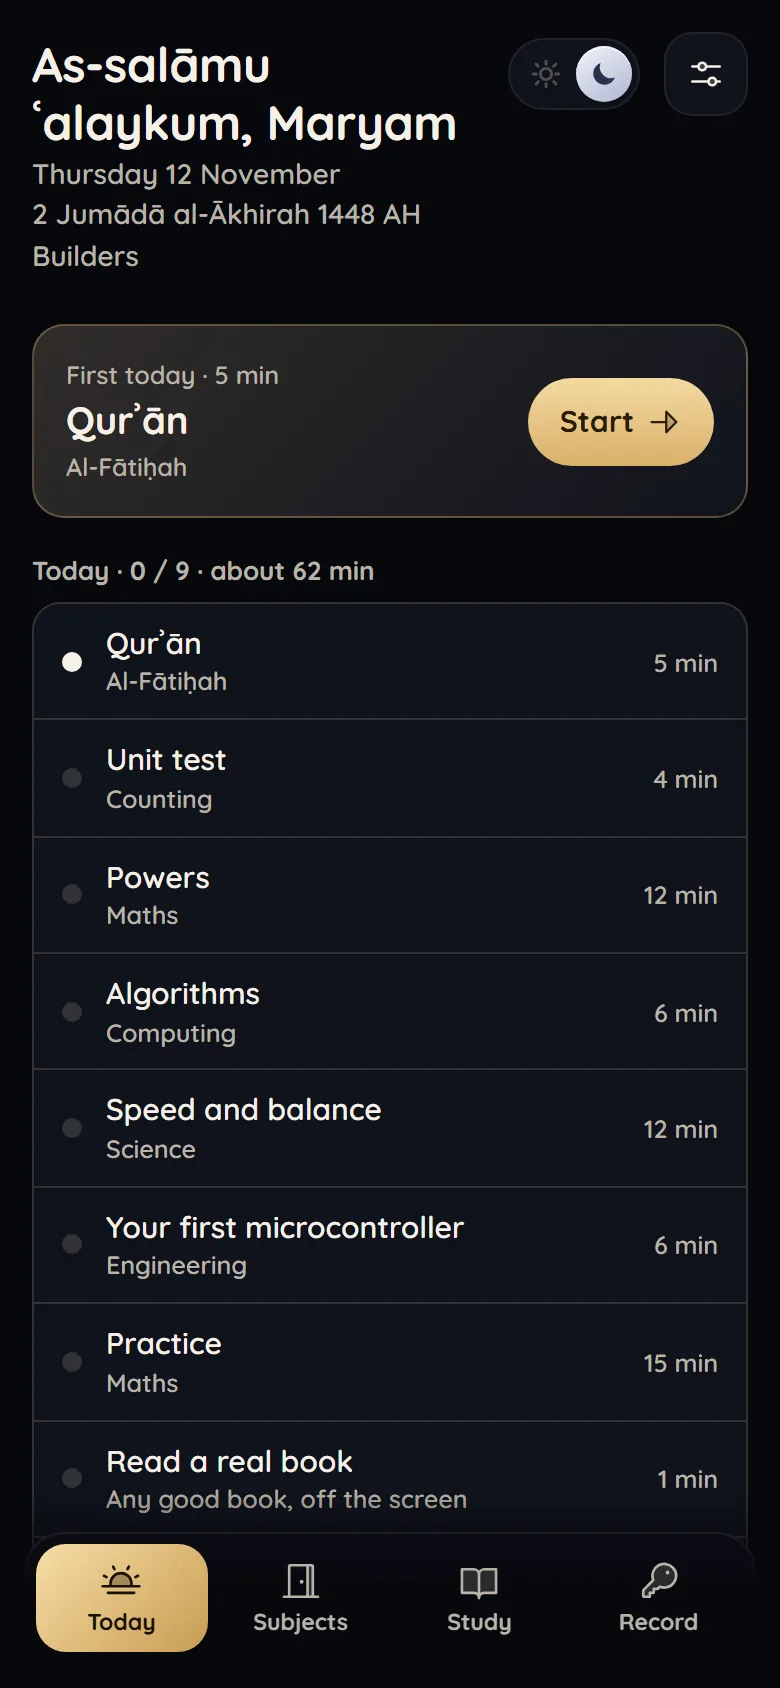 As-salāmu
ʿalaykum, Maryam
Thursday 12 November
2 Jumādā al-Ākhirah 1448 AH
Builders
First today · 5 min
Qurʾān
Al-Fātiḥah
Start
Today · 0 / 9 · about 62 min
Qurʾān
5 min
Al-Fātiḥah
Unit test
4 min
Counting
Powers
12 min
Maths
Algorithms
6 min
Computing
Speed and balance
12 min
Science
Your first microcontroller
6 min
Engineering
Practice
15 min
Maths
Read a real book
1 min
Any good book, off the screen
Today
Subjects
Study
Record